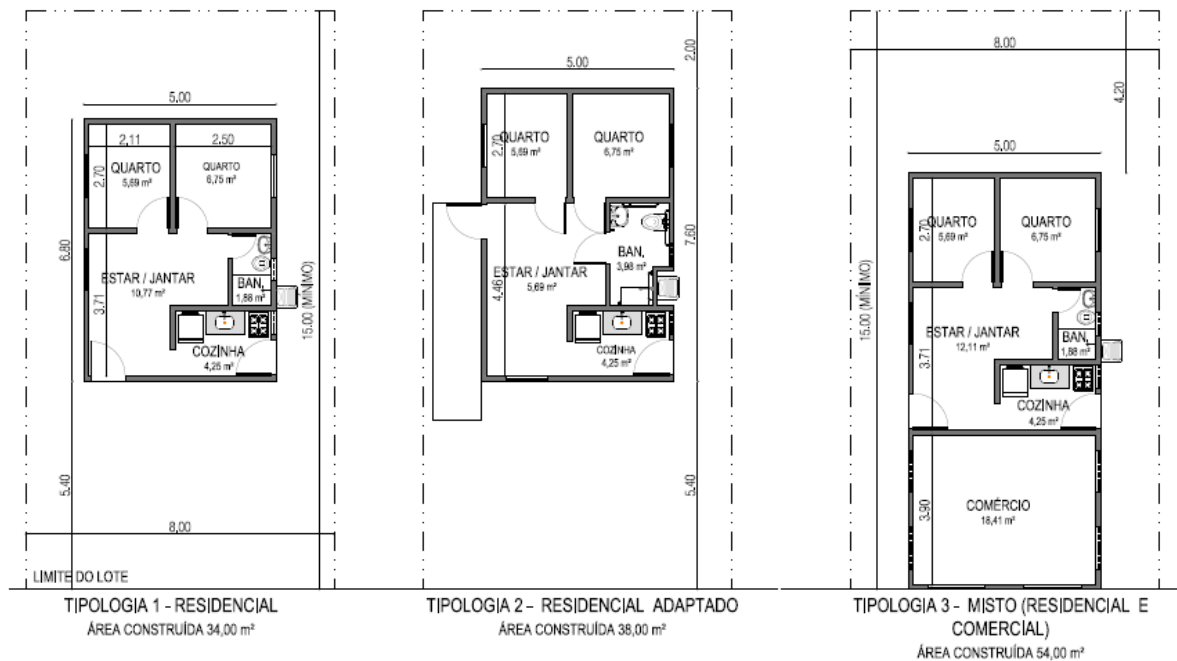 5.00
2,11
2.50
QUARTO
5,69 m²
QUARTO
6,75 m²
2.70
6.80
ESTAR / JANTAR
10,77 m²
BAN.
1,88 m²
3.71
COZINHA
4,25 m²
15.00 (MÍNIMO)
5.40
8,00
LIMITE DO LOTE
TIPOLOGIA 1 - RESIDENCIAL
ÁREA CONSTRUÍDA 34,00 m²
2.00
5.00
QUARTO
5,69 m²
QUARTO
6,75 m²
2.70
BAN.
3,98 m²
7.60
ESTAR / JANTAR
5,69 m²
4.46
COZINHA
4,25 m²
5.40
TIPOLOGIA 2 - RESIDENCIAL ADAPTADO
ÁREA CONSTRUÍDA 38,00 m²
8.00
4.20
5,00
QUARTO
5,69 m²
QUARTO
6,75 m²
2.70
15.00 (MÍNIMO)
ESTAR / JANTAR
12,11 m²
BAN.
1,88 m²
3.71
COZINHA
4,25 m²
COMÉRCIO
18,41 m²
3.90
TIPOLOGIA 3 - MISTO (RESIDENCIAL E
COMERCIAL)
ÁREA CONSTRUÍDA 54,00 m²